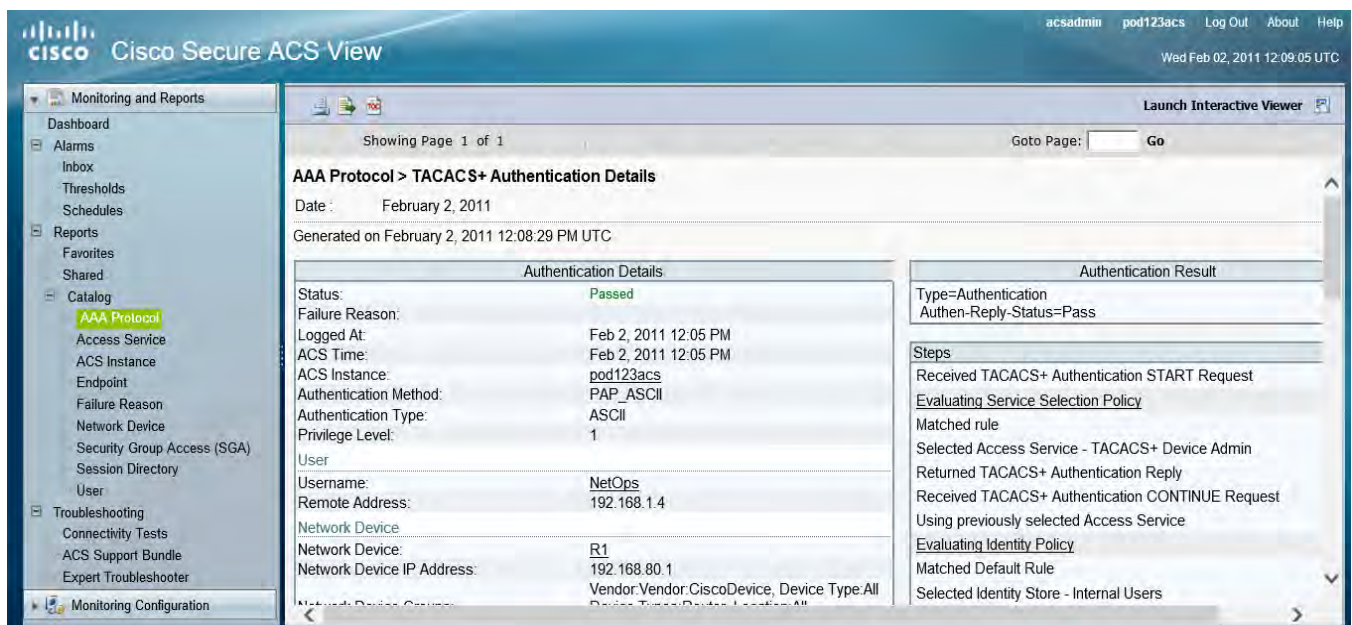 acsadmin pod123acs Log Out About Help
cisco Cisco Secure ACS View
Wed Feb 02, 2011 12:09:05 UTC
Monitoring and Reports
Dashboard
Alarms
Inbox
Thresholds
Schedules
Reports
Favorites
Shared
Catalog
AAA Protocol
Access Service
ACS Instance
Endpoint
Failure Reason
Network Device
Security Group Access (SGA)
Session Directory
User
Troubleshooting
Connectivity Tests
ACS Support Bundle
Expert Troubleshooter
Monitoring Configuration
Launch Interactive Viewer
Showing Page 1 of 1
Goto Page: Go
AAA Protocol > TACACS+ Authentication Details
Date : February 2, 2011
Generated on February 2, 2011 12:08:29 PM UTC
Authentication Details
Status: Passed
Failure Reason:
Logged At: Feb 2, 2011 12:05 PM
ACS Time: Feb 2, 2011 12:05 PM
ACS Instance: pod123acs
Authentication Method: PAP_ASCII
Authentication Type: ASCII
Privilege Level: 1
User
Username: NetOps
Remote Address: 192.168.1.4
Network Device
Network Device: R1
Network Device IP Address: 192.168.80.1
Vendor:Vendor:CiscoDevice, Device Type:All
Network Device Groups: Device Types:Router, Location:All
Authentication Result
Type=Authentication
Authen-Reply-Status=Pass
Steps
Received TACACS+ Authentication START Request
Evaluating Service Selection Policy
Matched rule
Selected Access Service - TACACS+ Device Admin
Returned TACACS+ Authentication Reply
Received TACACS+ Authentication CONTINUE Request
Using previously selected Access Service
Evaluating Identity Policy
Matched Default Rule
Selected Identity Store - Internal Users